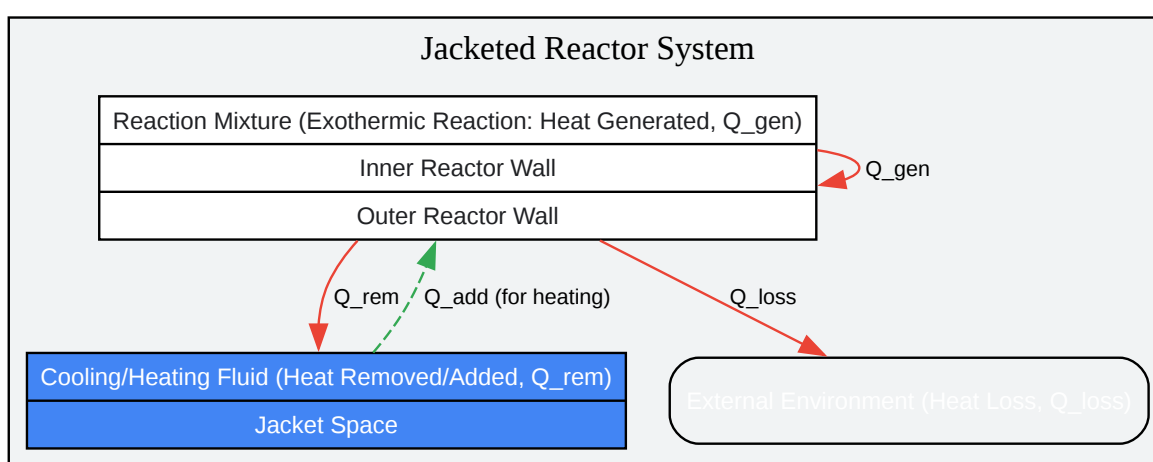 Jacketed Reactor System
Reaction Mixture (Exothermic Reaction: Heat Generated, Q_gen)
Inner Reactor Wall
Q_gen
Outer Reactor Wall
Q_rem
Q_add (for heating)
Q_loss
Cooling/Heating Fluid (Heat Removed/Added, Q_rem)
External Environment (Heat Loss, Q_loss)
Jacket Space